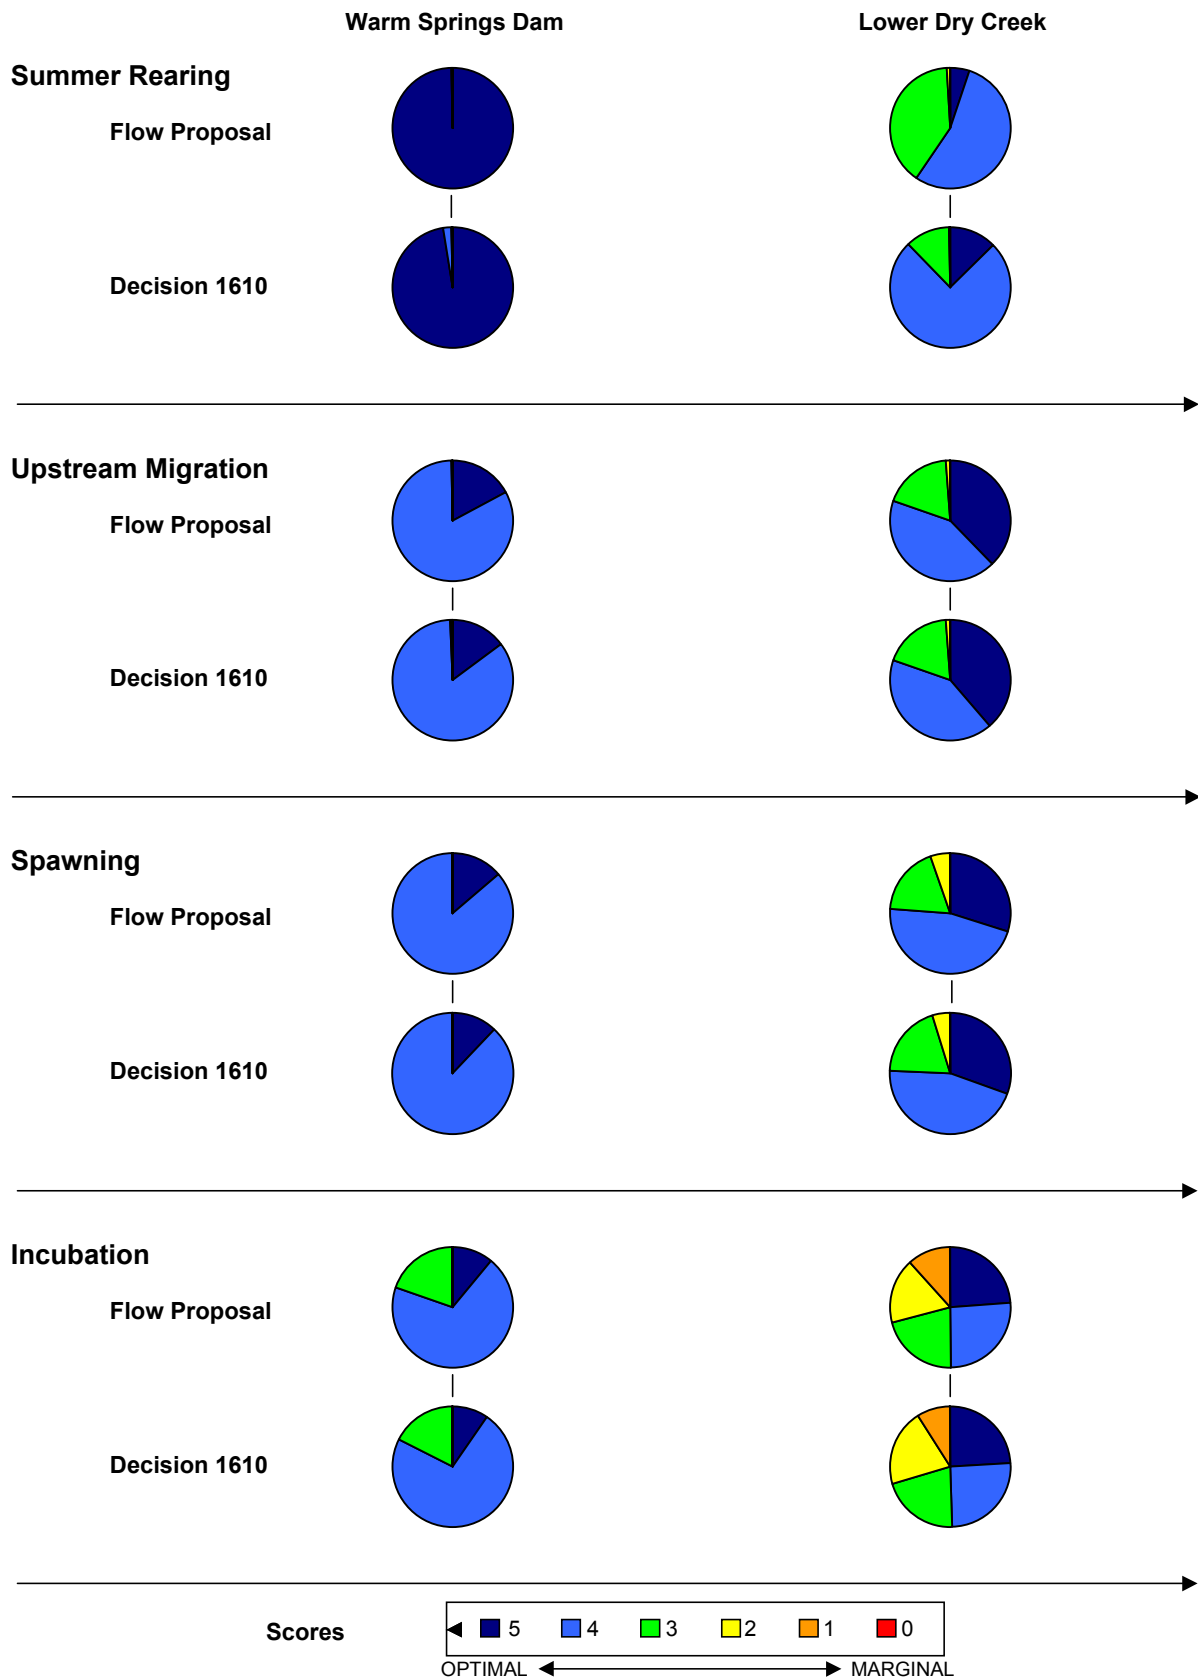 Warm Springs Dam Lower Dry Creek
Summer Rearing
Flow Proposal
Decision 1610
Upstream Migration
Flow Proposal
Decision 1610
Spawning
Flow Proposal
Decision 1610
Incubation
Flow Proposal
Decision 1610
Scores 5 4 3 2 1 0
OPTIMAL MARGINAL